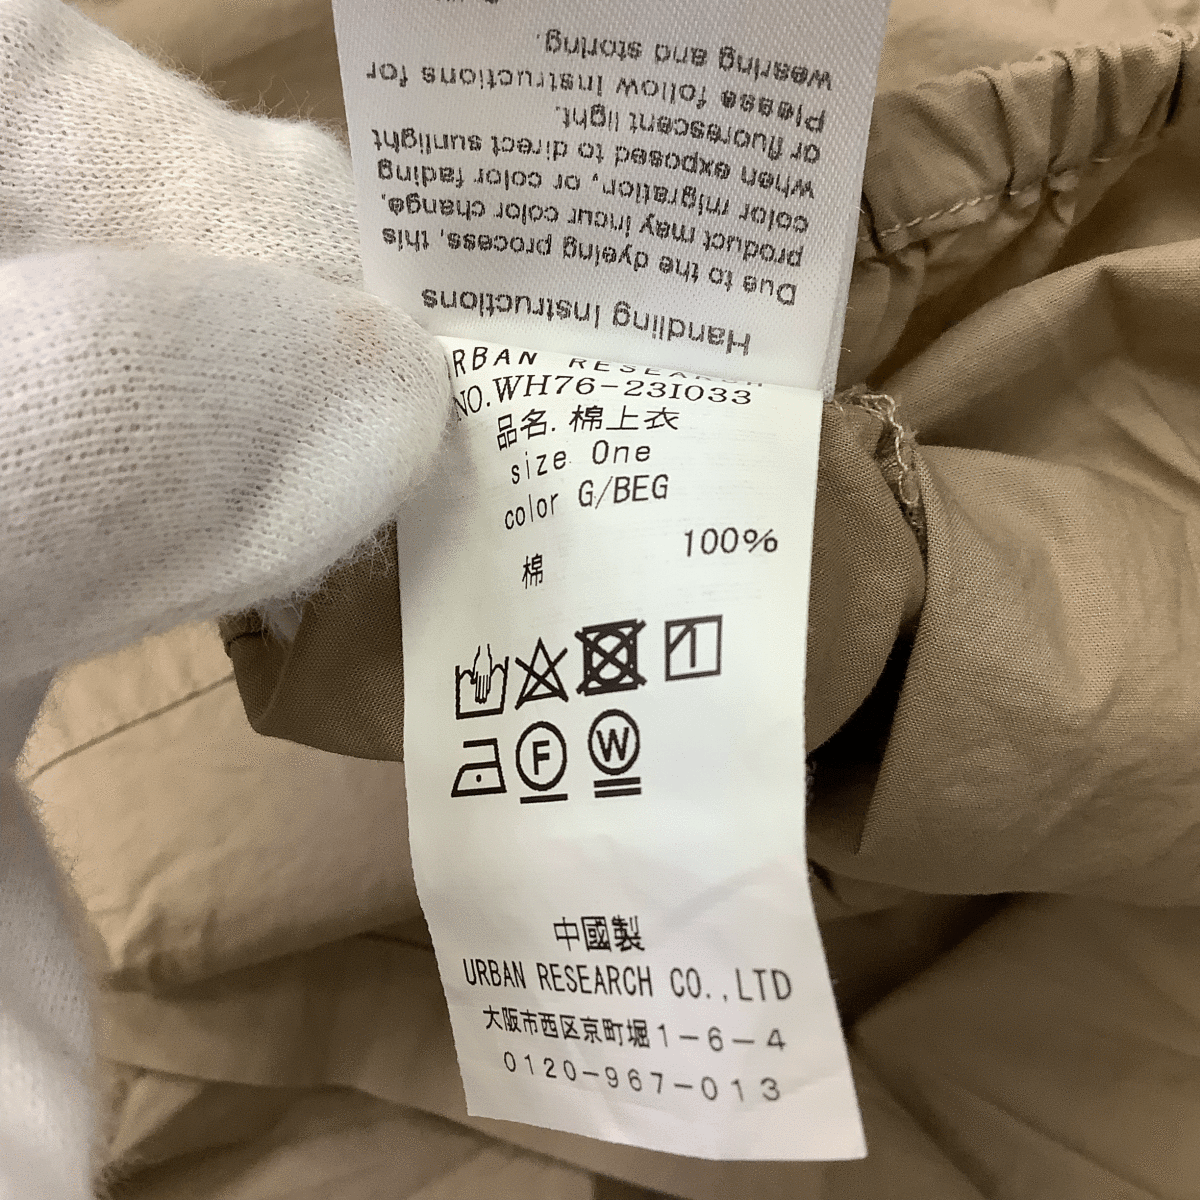 Handling Instructions
Due to the dyeing process, this
product may incur color change,
color migration, or color fading
when exposed to direct sunlight
or fluorescent light.
Please follow instructions for
wearing and storing.
URBAN RESEARCH
NO.WH76-23I033
品名. 棉上衣
size One
color G/BEG
棉 100%
F W
中國製
URBAN RESEARCH CO.,LTD
大阪市西区京町堀1-6-4
0120-967-013